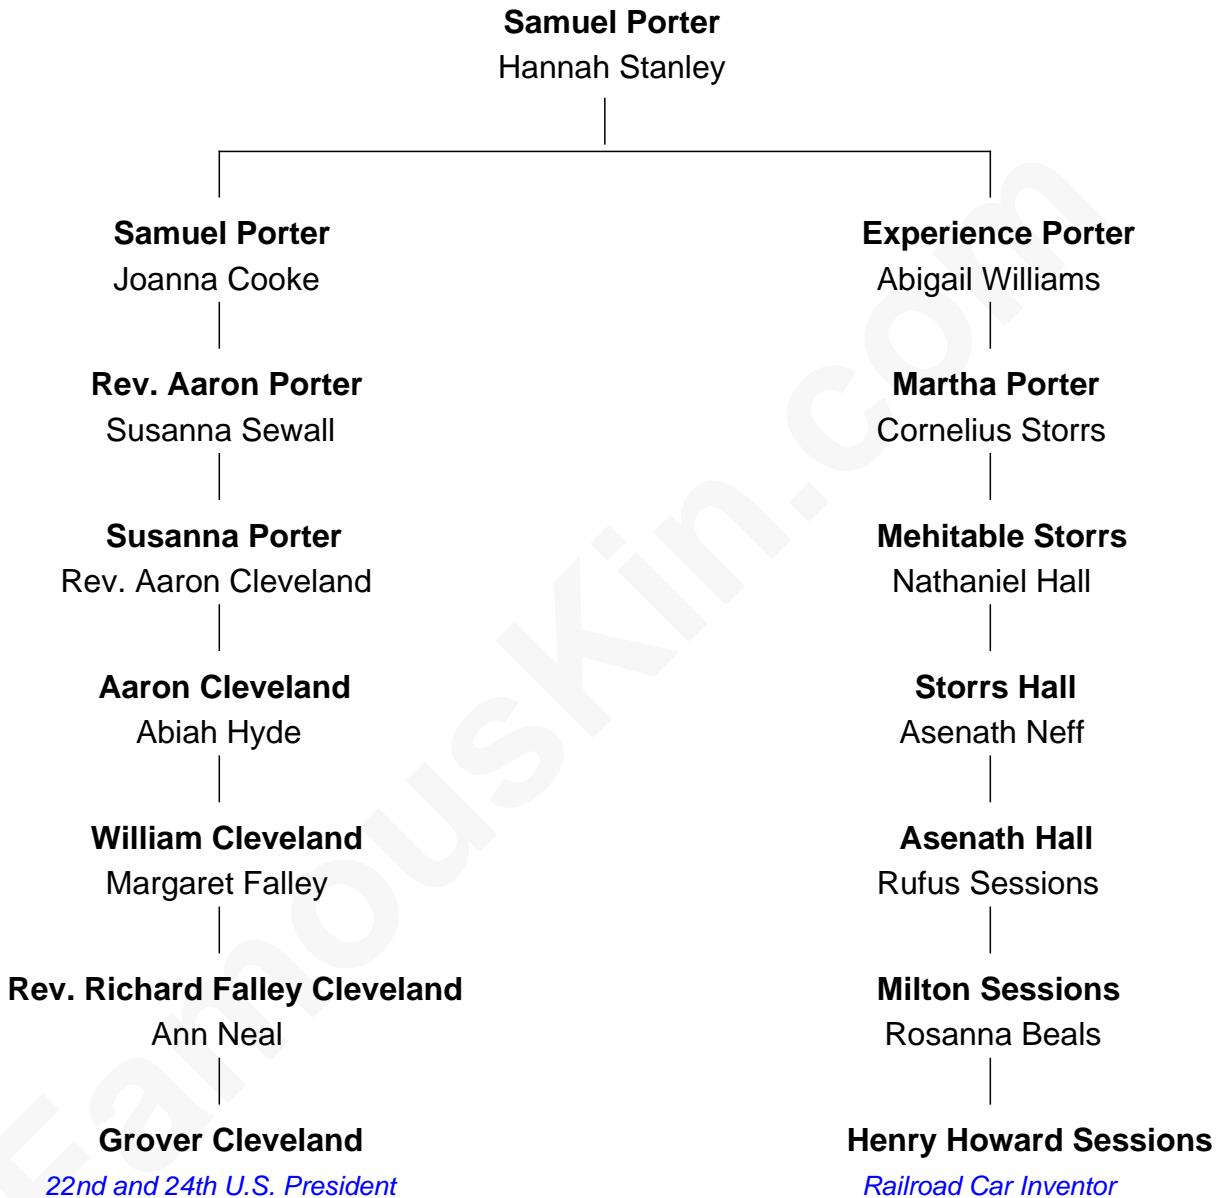 Samuel Porter
Hannah Stanley
Samuel Porter
Joanna Cooke
Rev. Aaron Porter
Susanna Sewall
Susanna Porter
Rev. Aaron Cleveland
Aaron Cleveland
Abiah Hyde
William Cleveland
Margaret Falley
Rev. Richard Falley Cleveland
Ann Neal
Grover Cleveland
22nd and 24th U.S. President
Experience Porter
Abigail Williams
Martha Porter
Cornelius Storrs
Mehitable Storrs
Nathaniel Hall
Storrs Hall
Asenath Neff
Asenath Hall
Rufus Sessions
Milton Sessions
Rosanna Beals
Henry Howard Sessions
Railroad Car Inventor
FamousKin.com